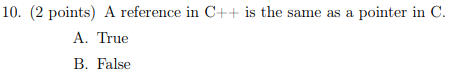 10. (2 points) A reference in C++ is the same as a pointer in C.
A. True
B. False